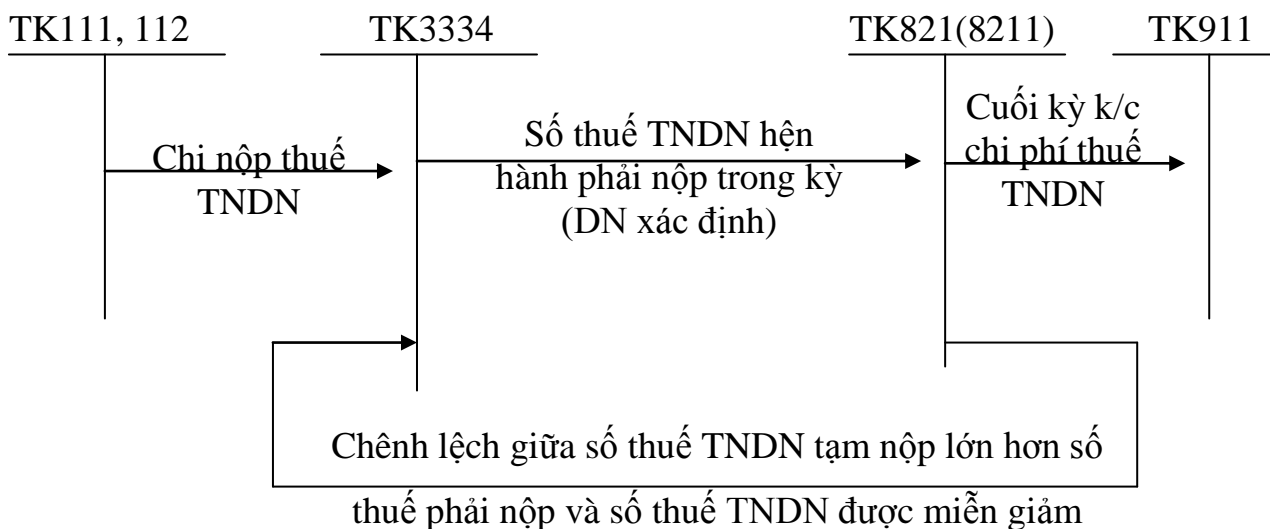 TK111, 112
TK3334
TK821(8211)
TK911
Chi nộp thuế
TNDN
Số thuế TNDN hện
hành phải nộp trong kỳ
(DN xác định)
Cuối kỳ k/c
chi phí thuế
TNDN
Chênh lệch giữa số thuế TNDN tạm nộp lớn hơn số
thuế phải nộp và số thuế TNDN được miễn giảm